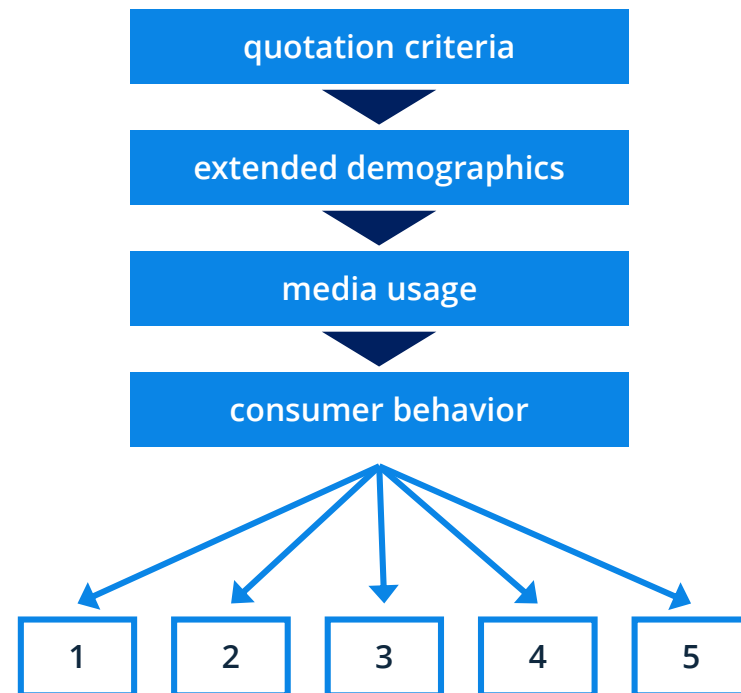 quotation criteria
extended demographics
media usage
consumer behavior
1 2 3 4 5